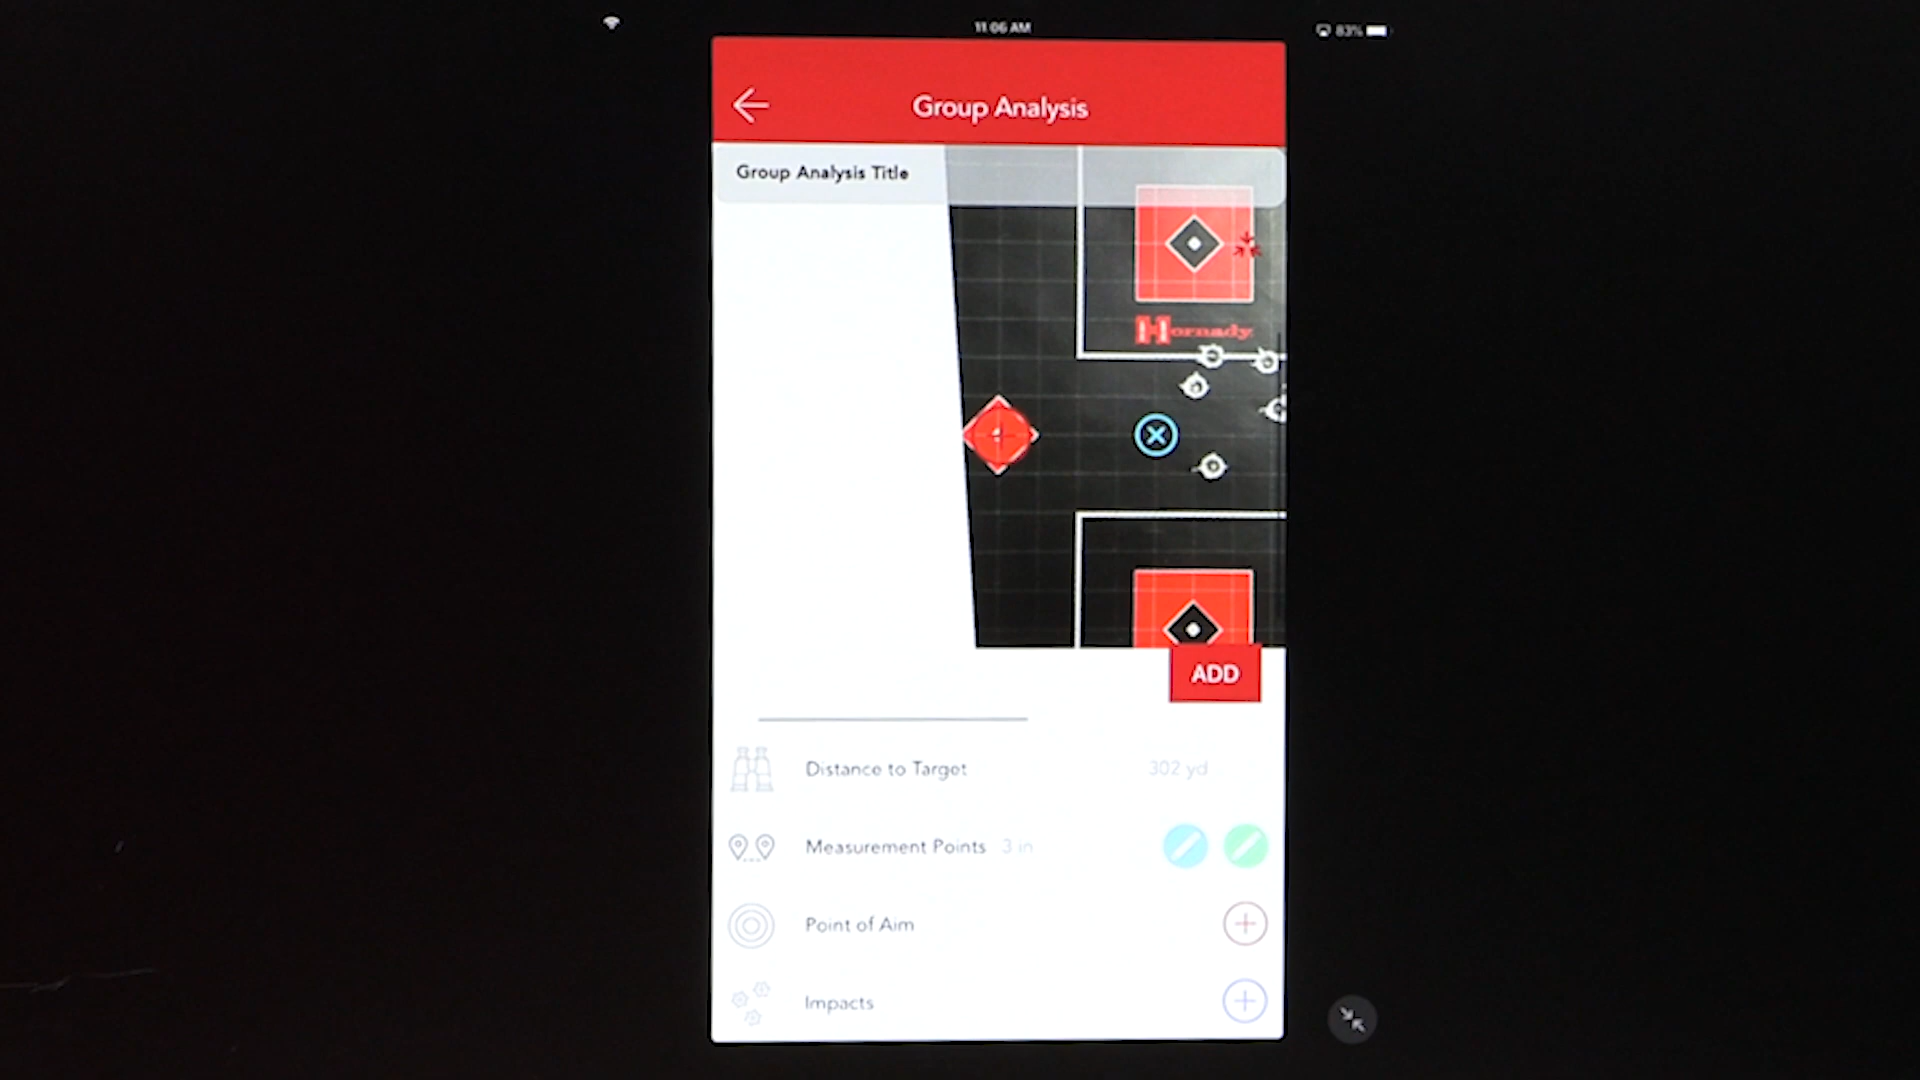 11:06 AM
83%
Group Analysis
Group Analysis Title
Hornady
ADD
Distance to Target 302 yd
Measurement Points 3 in
Point of Aim
Impacts